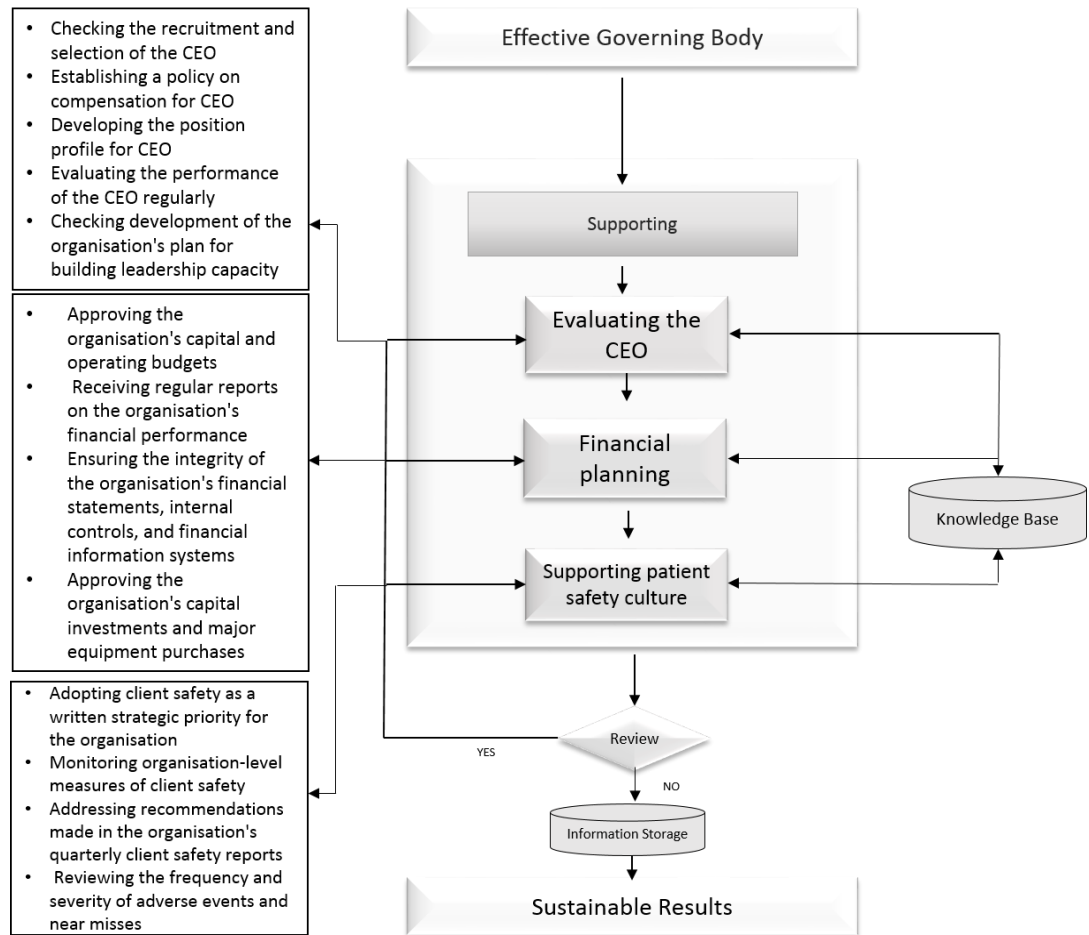 • Checking the recruitment and
selection of the CEO
• Establishing a policy on
compensation for CEO
• Developing the position
profile for CEO
• Evaluating the performance
of the CEO regularly
• Checking development of the
organisation's plan for
building leadership capacity
• Approving the
organisation's capital and
operating budgets
• Receiving regular reports
on the organisation's
financial performance
• Ensuring the integrity of
the organisation's financial
statements, internal
controls, and financial
information systems
• Approving the
organisation's capital
investments and major
equipment purchases
• Adopting client safety as a
written strategic priority for
the organisation
• Monitoring organisation-level
measures of client safety
• Addressing recommendations
made in the organisation's
quarterly client safety reports
• Reviewing the frequency and
severity of adverse events and
near misses
Effective Governing Body
Supporting
Evaluating the
CEO
Financial
planning
Supporting patient
safety culture
Knowledge Base
Review
YES
NO
Information Storage
Sustainable Results